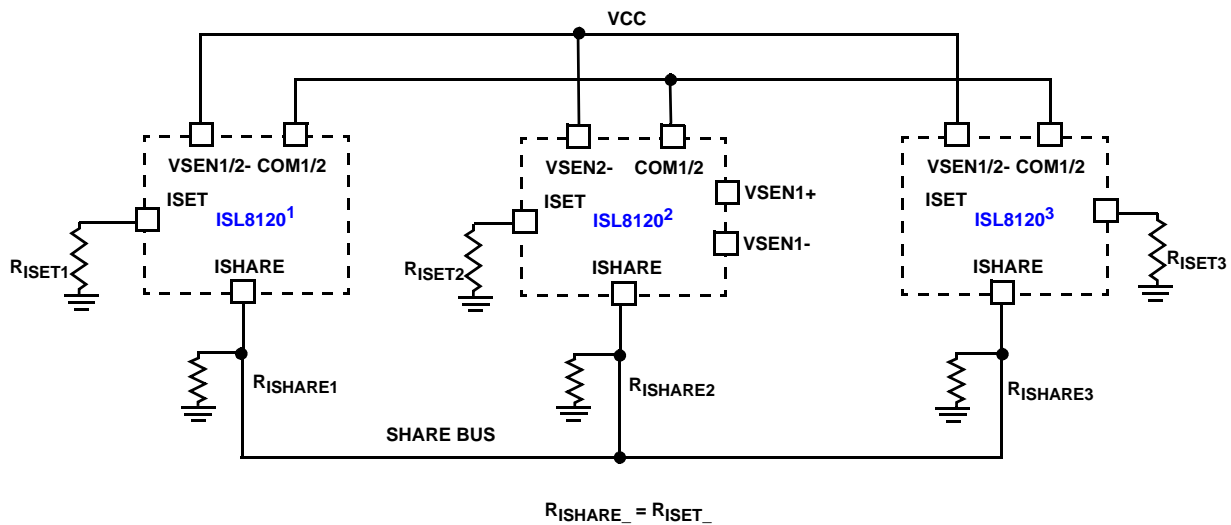 VCC
VSEN1/2- COM1/2
VSEN2- COM1/2
VSEN1/2- COM1/2
ISET
ISL8120¹
ISHARE
RISET1
ISET
ISL8120²
VSEN1+
VSEN1-
ISHARE
RISET2
ISET
ISL8120³
ISHARE
RISET3
RISHARE1
RISHARE2
RISHARE3
SHARE BUS
RISHARE_ = RISET_